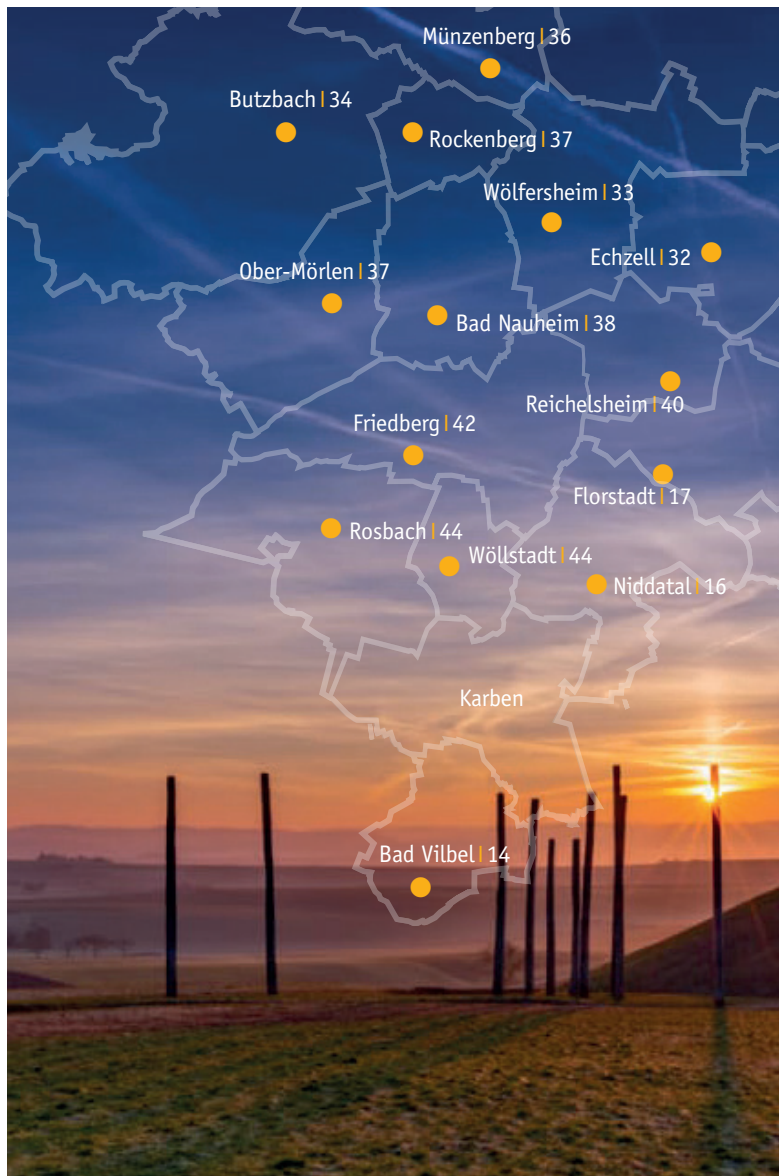 Münzenberg | 36
Butzbach | 34
Rockenberg | 37
Wölfersheim | 33
Echzell | 32
Ober-Mörlen | 37
Bad Nauheim | 38
Reichelsheim | 40
Friedberg | 42
Florstadt | 17
Rosbach | 44
Wöllstadt | 44
Niddatal | 16
Karben
Bad Vilbel | 14